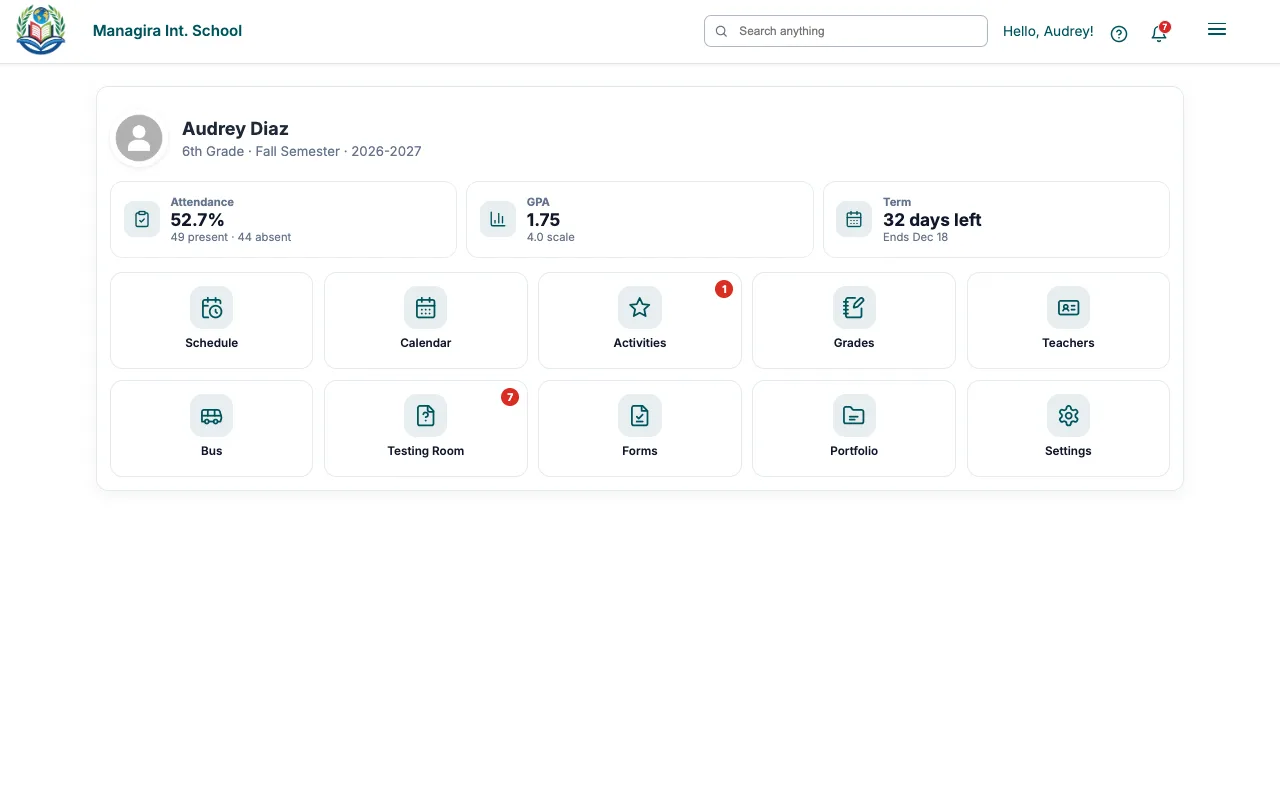 Managira Int. School
Search anything
Hello, Audrey!
7
Audrey Diaz
6th Grade · Fall Semester · 2026-2027
Attendance
52.7%
49 present · 44 absent
GPA
1.75
4.0 scale
Term
32 days left
Ends Dec 18
Schedule
Calendar
1
Activities
Grades
Teachers
Bus
7
Testing Room
Forms
Portfolio
Settings